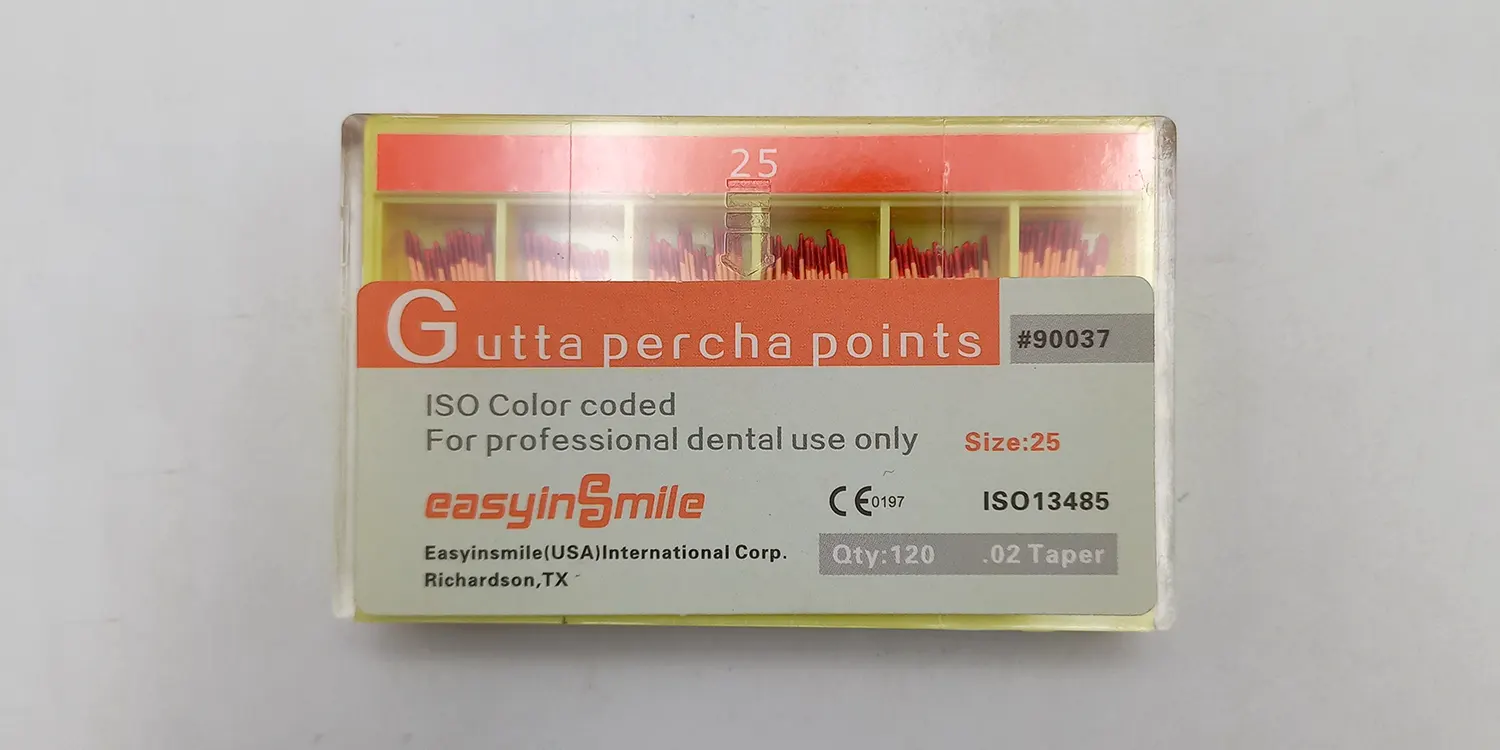 25
Gutta percha points
#90037
ISO Color coded
For professional dental use only
Size:25
easyinSmile
CE0197
ISO13485
Easyinsmile(USA)International Corp.
Richardson,TX
Qty:120
.02 Taper